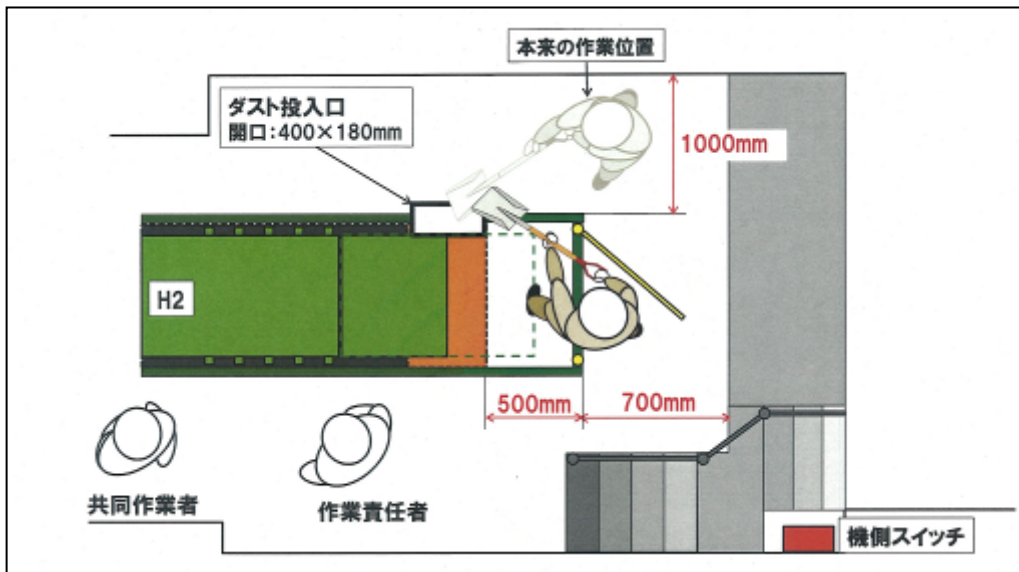 本来の作業位置
ダスト投入口
開口:400×180mm
1000mm
H2
500mm
700mm
共同作業者
作業責任者
機側スイッチ